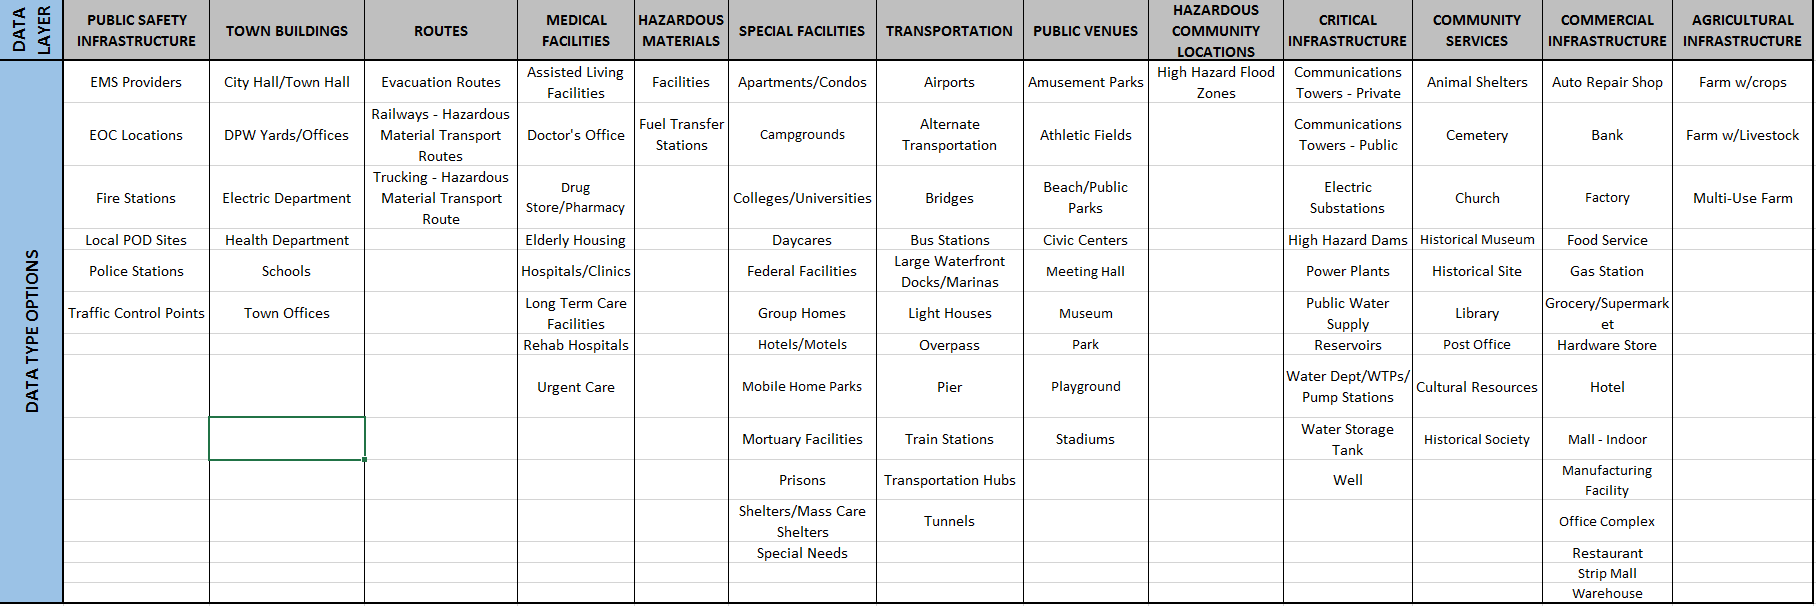 DATA LAYER
PUBLIC SAFETY INFRASTRUCTURE
TOWN BUILDINGS
ROUTES
MEDICAL FACILITIES
HAZARDOUS MATERIALS
SPECIAL FACILITIES
TRANSPORTATION
PUBLIC VENUES
HAZARDOUS COMMUNITY LOCATIONS
CRITICAL INFRASTRUCTURE
COMMUNITY SERVICES
COMMERCIAL INFRASTRUCTURE
AGRICULTURAL INFRASTRUCTURE
DATA TYPE OPTIONS
EMS Providers
City Hall/Town Hall
Evacuation Routes
Assisted Living Facilities
Facilities
Apartments/Condos
Airports
Amusement Parks
High Hazard Flood Zones
Communications Towers - Private
Animal Shelters
Auto Repair Shop
Farm w/crops
EOC Locations
DPW Yards/Offices
Railways - Hazardous Material Transport Routes
Doctor's Office
Fuel Transfer Stations
Campgrounds
Alternate Transportation
Athletic Fields
Communications Towers - Public
Cemetery
Bank
Farm w/Livestock
Fire Stations
Electric Department
Trucking - Hazardous Material Transport Route
Drug Store/Pharmacy
Colleges/Universities
Bridges
Beach/Public Parks
Electric Substations
Church
Factory
Multi-Use Farm
Local POD Sites
Health Department
Elderly Housing
Daycares
Bus Stations
Civic Centers
High Hazard Dams
Historical Museum
Food Service
Police Stations
Schools
Hospitals/Clinics
Federal Facilities
Large Waterfront Docks/Marinas
Meeting Hall
Power Plants
Historical Site
Gas Station
Traffic Control Points
Town Offices
Long Term Care Facilities
Group Homes
Light Houses
Museum
Public Water Supply
Library
Grocery/Supermark
et
Rehab Hospitals
Hotels/Motels
Overpass
Park
Reservoirs
Post Office
Hardware Store
Urgent Care
Mobile Home Parks
Pier
Playground
Water Dept/WTPs/ Pump Stations
Cultural Resources
Hotel
Mortuary Facilities
Train Stations
Stadiums
Water Storage Tank
Historical Society
Mall - Indoor
Prisons
Transportation Hubs
Well
Manufacturing Facility
Shelters/Mass Care Shelters
Tunnels
Office Complex
Special Needs
Restaurant
Strip Mall
Warehouse